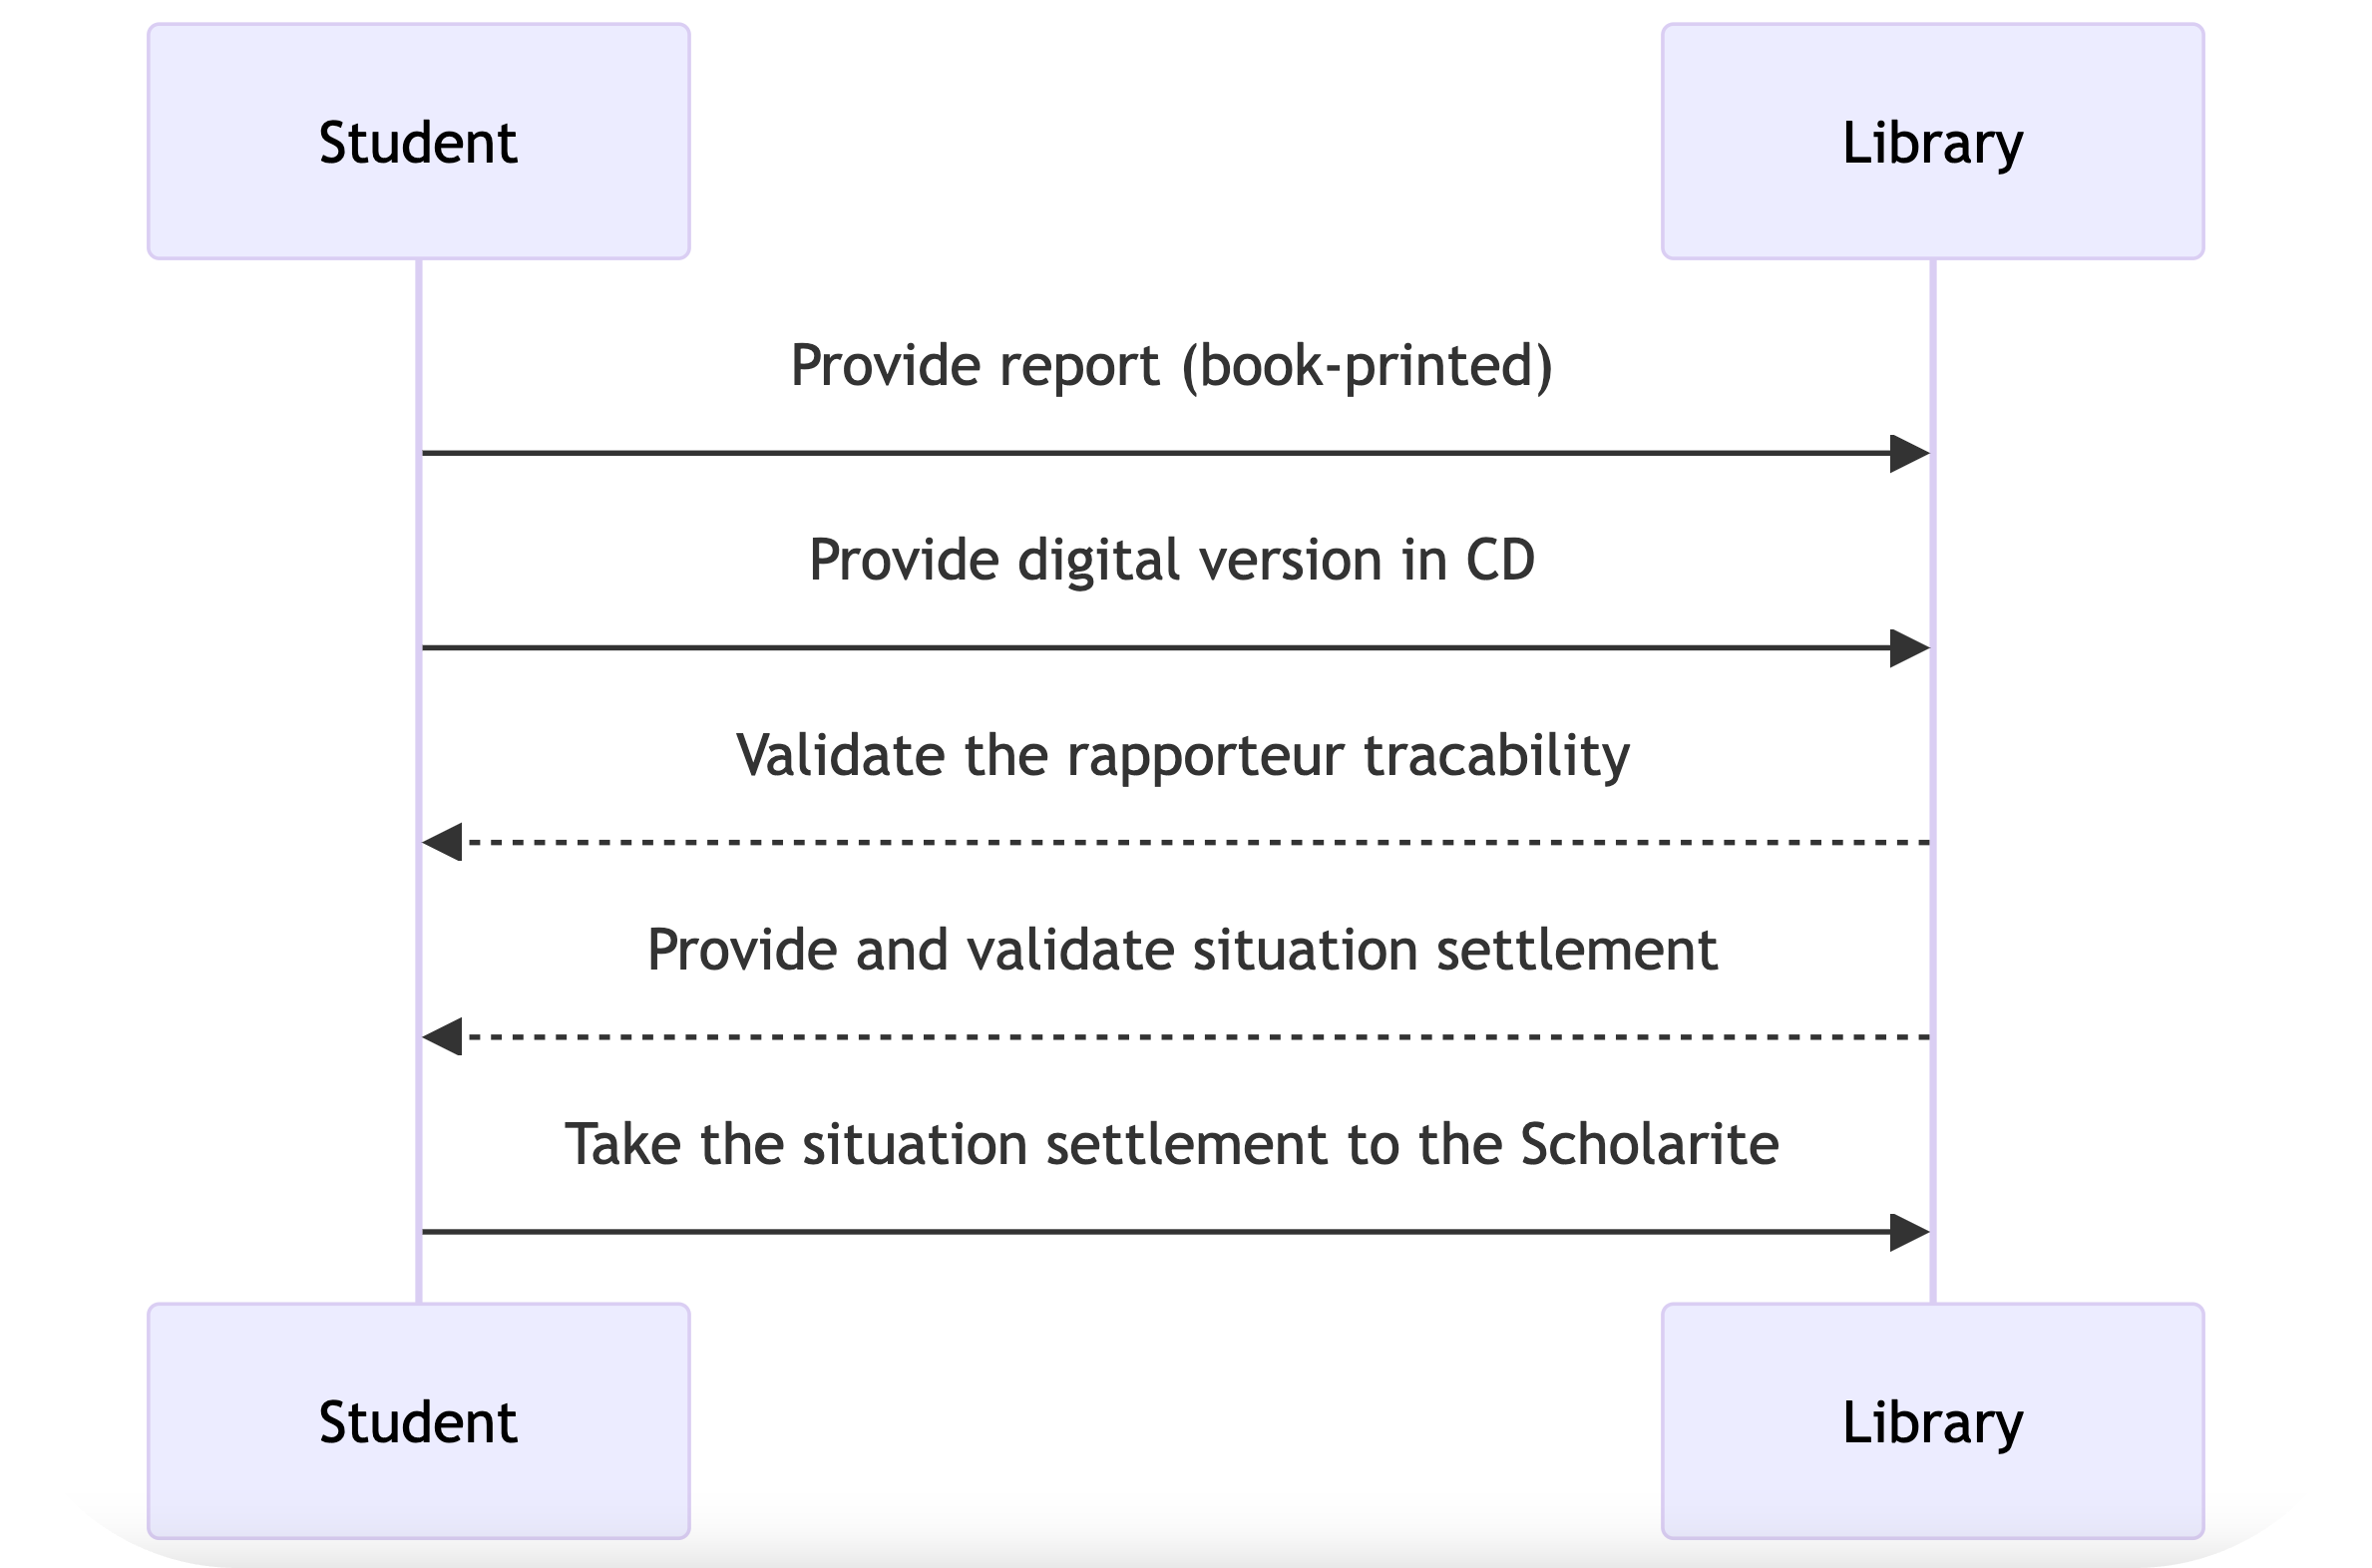 Student
Library
Provide report (book-printed)
Provide digital version in CD
Validate the rapporteur tracability
Provide and validate situation settlement
Take the situation settlement to the Scholarite
Student
Library